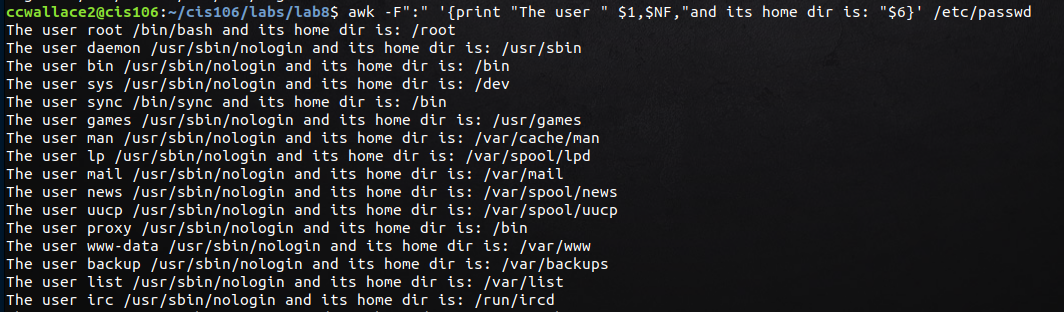 ccwallace2@cis106:~/cis106/labs/lab8$ awk -F":" '{print "The user " $1,$NF,"and its home dir is: "$6}' /etc/passwd
The user root /bin/bash and its home dir is: /root
The user daemon /usr/sbin/nologin and its home dir is: /usr/sbin
The user bin /usr/sbin/nologin and its home dir is: /bin
The user sys /usr/sbin/nologin and its home dir is: /dev
The user sync /bin/sync and its home dir is: /bin
The user games /usr/sbin/nologin and its home dir is: /usr/games
The user man /usr/sbin/nologin and its home dir is: /var/cache/man
The user lp /usr/sbin/nologin and its home dir is: /var/spool/lpd
The user mail /usr/sbin/nologin and its home dir is: /var/mail
The user news /usr/sbin/nologin and its home dir is: /var/spool/news
The user uucp /usr/sbin/nologin and its home dir is: /var/spool/uucp
The user proxy /usr/sbin/nologin and its home dir is: /bin
The user www-data /usr/sbin/nologin and its home dir is: /var/www
The user backup /usr/sbin/nologin and its home dir is: /var/backups
The user list /usr/sbin/nologin and its home dir is: /var/list
The user irc /usr/sbin/nologin and its home dir is: /run/ircd